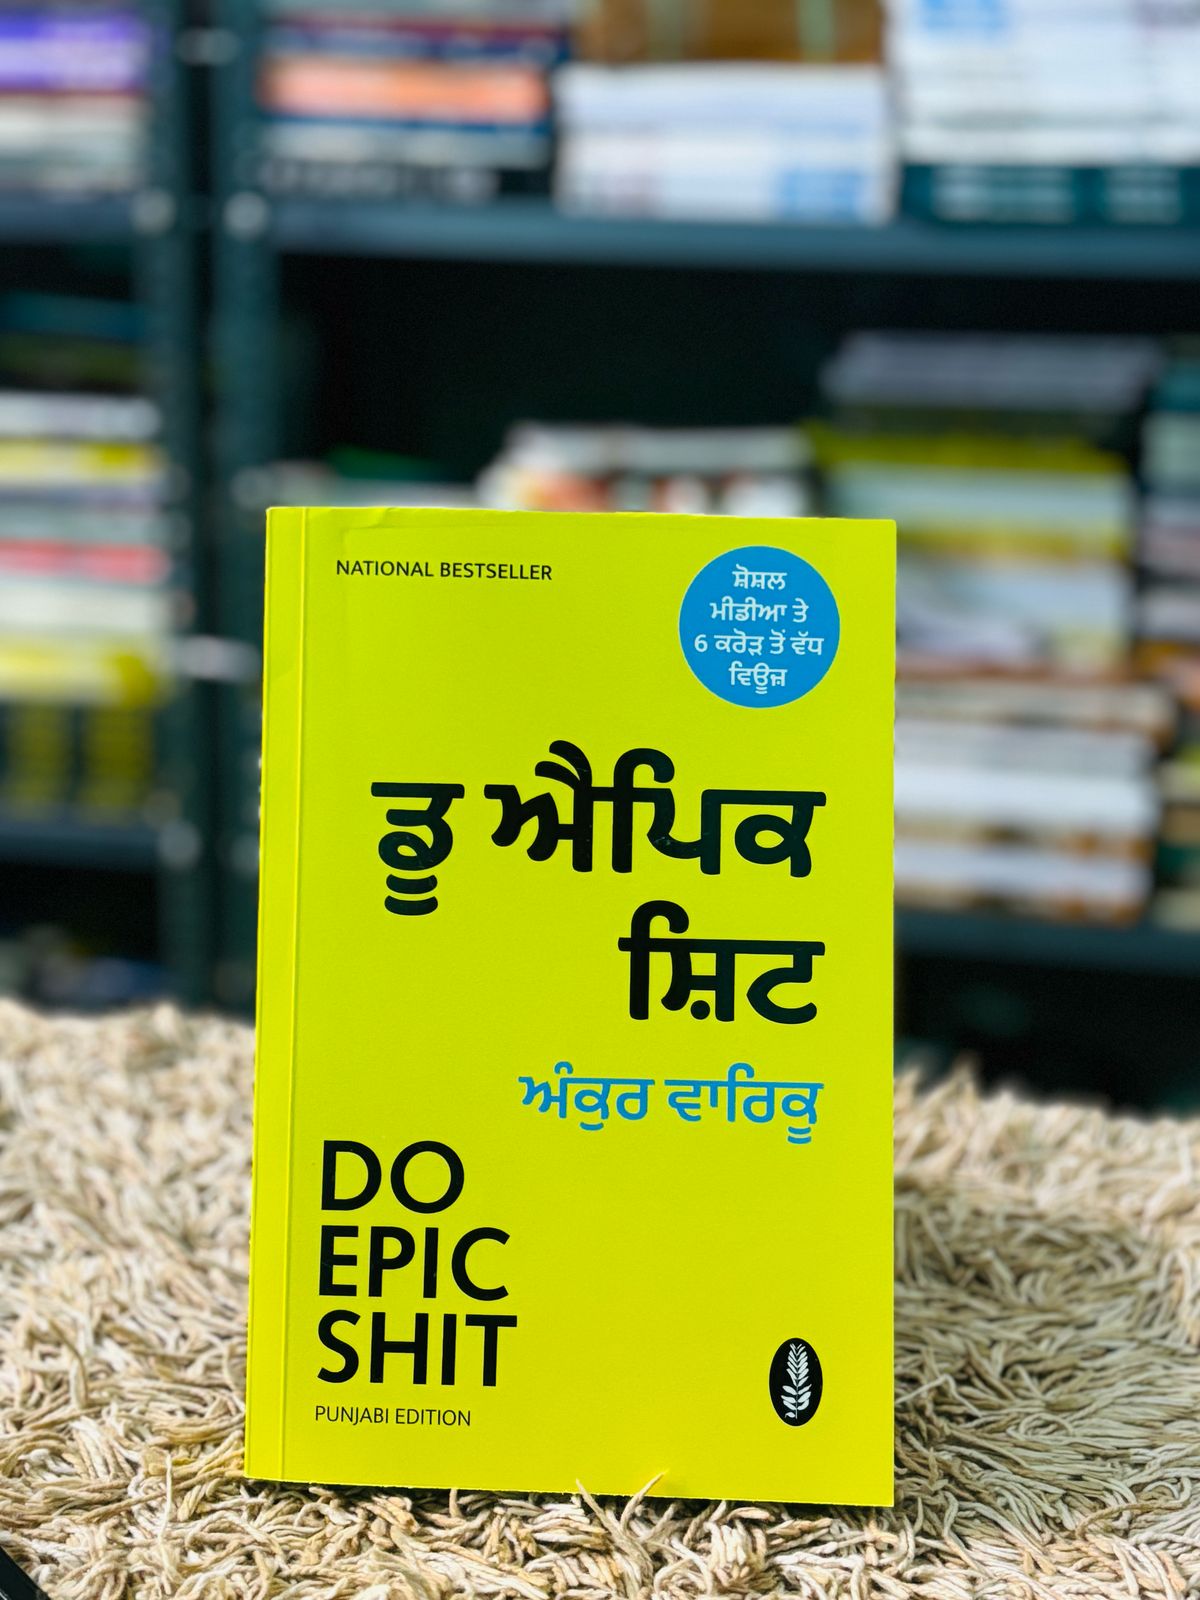 NATIONAL BESTSELLER
ਸ਼ੋਸ਼ਲ
ਮੀਡੀਆ ਤੇ
6 ਕਰੋੜ ਤੋਂ ਵੱਧ
ਵਿਊਜ਼
ਡੂ ਐਪਿਕ
ਸ਼ਿਟ
ਅੰਕੁਰ ਵਾਰਿਕੂ
DO
EPIC
SHIT
PUNJABI EDITION